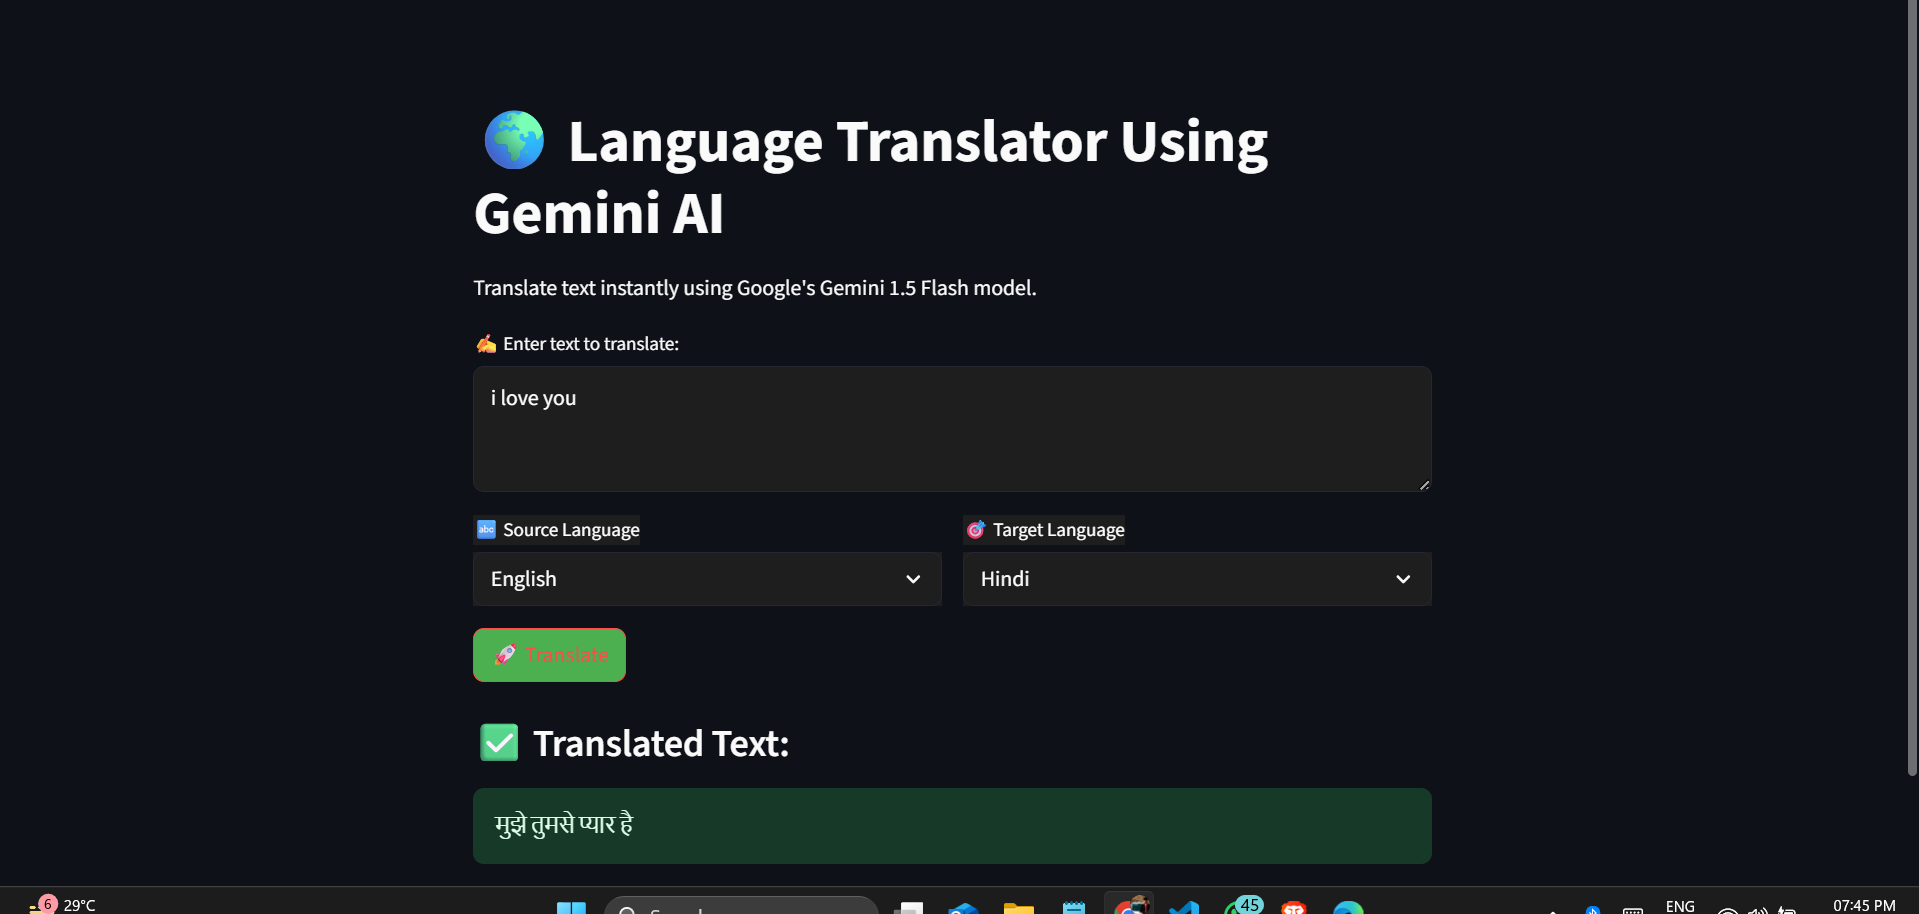 Language Translator Using
Gemini AI
Translate text instantly using Google's Gemini 1.5 Flash model.
Enter text to translate:
i love you
abc Source Language
Target Language
English
Hindi
Translate
Translated Text:
मुझे तुमसे प्यार है
6 29°C
45
ENG
07:45 PM